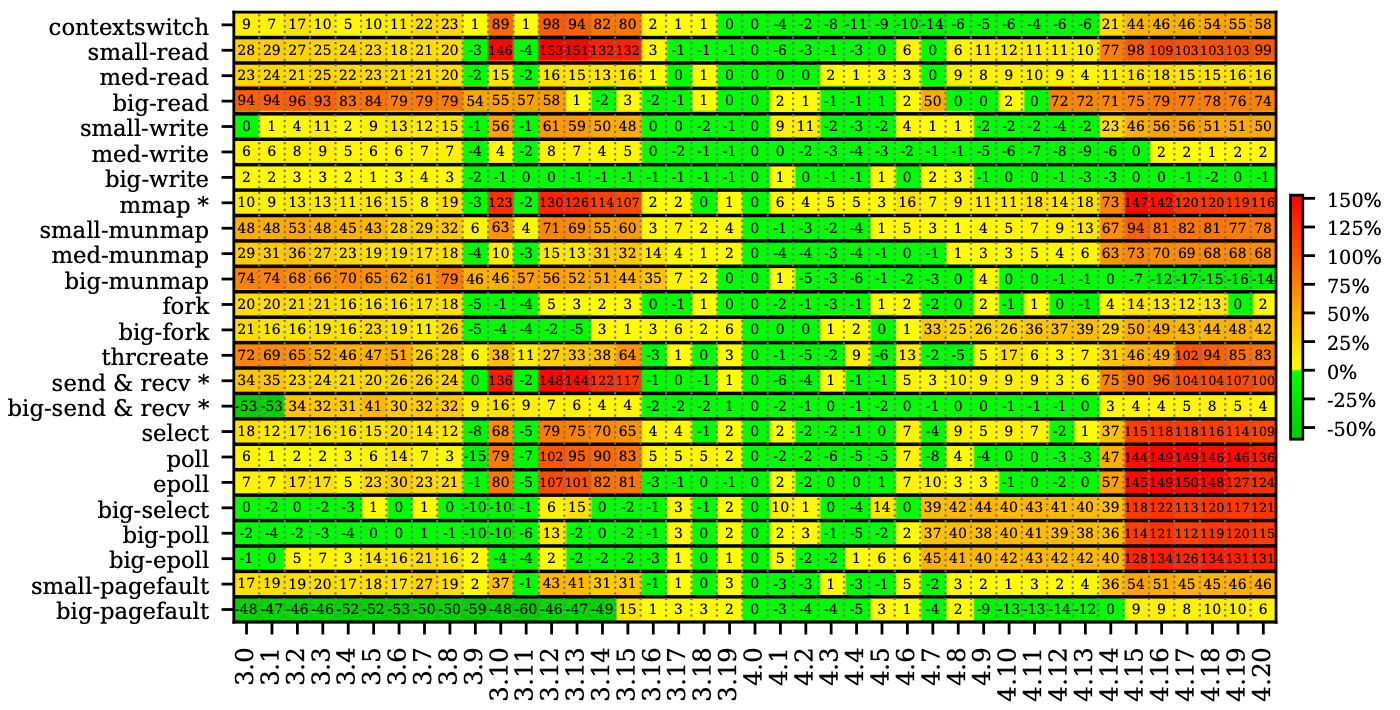 contextswitch 9 7 17 10 5 10 11 22 23 1 89 1 98 94 82 80 2 1 1 0 0 -4 -2 -8 -11 -9 -10 -14 -6 -5 -6 -4 -6 -6 21 44 46 46 54 55 58
small-read 28 29 27 25 24 23 18 21 20 -3 146 -4 153 151 132 132 3 -1 -1 -1 0 -6 -3 -1 -3 0 6 0 6 11 12 11 11 10 77 98 109 103 103 103 99
med-read 23 24 21 25 22 23 21 21 20 -2 15 -2 16 15 13 16 1 0 1 0 0 0 0 2 1 3 3 0 9 8 9 10 9 4 11 16 18 15 15 16 16
big-read 94 94 96 93 83 84 79 79 79 54 55 57 58 1 -2 3 -2 -1 1 0 0 2 1 -1 -1 1 2 50 0 0 2 0 72 72 71 75 79 77 78 76 74
small-write 0 1 4 11 2 9 13 12 15 -1 56 -1 61 59 50 48 0 0 -2 -1 0 9 11 -2 -3 -2 4 1 1 -2 -2 -2 -4 -2 23 46 56 56 51 51 50
med-write 6 6 8 9 5 6 6 7 7 -4 4 -2 8 7 4 5 0 -2 -1 -1 0 -2 -3 -4 -3 -2 -3 -1 -1 -5 -6 -7 -8 -9 -6 0 2 2 1 2 2
big-write 2 2 3 3 2 1 3 4 3 -2 -1 0 0 -1 -1 -1 -1 -1 -1 -1 0 1 0 -1 -1 1 0 2 3 -1 0 0 -1 -3 -3 0 0 -1 -2 0 -1
mmap * 10 9 13 13 11 16 15 8 19 -3 123 -2 130 126 114 107 2 2 0 1 0 6 4 5 5 3 16 7 9 11 11 18 14 18 73 147 142 120 120 119 116
small-munmap 48 48 53 48 45 43 28 29 32 6 63 4 71 69 55 60 3 7 2 4 0 -1 -3 -2 -4 1 5 3 1 4 5 7 9 13 67 94 81 82 81 77 78
med-munmap 29 31 36 27 23 19 19 17 18 -4 10 -3 15 13 31 32 14 4 1 2 0 -4 -4 -3 -4 -1 0 -1 1 3 3 5 4 6 63 73 70 69 68 68 68
big-munmap 74 74 68 66 70 65 62 61 79 46 46 57 56 52 51 44 35 7 2 0 0 1 -5 -3 -6 -1 -2 -3 0 4 0 0 -1 -1 0 -7 -12 -17 -15 -16 -14
fork 20 20 21 21 16 16 16 17 18 -5 -1 -4 5 3 2 3 0 -1 1 0 0 -5 -2 -2 -1 1 2 -2 0 2 -1 1 0 -1 4 14 13 12 13 0 2
big-fork 21 16 16 19 16 23 19 11 26 -5 -4 -4 -2 -5 3 1 3 6 2 6 0 0 0 1 2 0 1 33 25 26 26 36 37 39 29 50 49 43 44 48 42
thrcreate 72 69 65 52 46 47 51 26 28 6 38 11 27 33 38 64 -3 1 0 3 0 -1 -5 -2 9 -6 13 -2 -5 5 17 6 3 7 31 46 49 102 94 85 83
send &amp; recv * 34 35 23 24 21 20 26 26 24 0 136 -2 148 144 122 117 -1 0 -1 1 0 -6 -4 1 -1 -1 5 3 10 9 9 9 3 6 75 90 96 104 104 107 100
big-send &amp; recv * -53 -53 34 32 31 41 30 32 32 9 16 9 7 6 4 4 -2 -2 -2 1 0 -2 -1 0 -1 -2 0 -1 -2 0 -1 -1 -1 0 3 4 4 5 8 5 4
select 18 12 17 16 16 15 20 14 12 -8 68 -5 79 75 70 65 4 4 -1 2 0 2 -2 -2 -1 0 7 -4 9 5 9 7 -2 1 37 115 118 118 116 114 109
poll 6 1 2 2 3 6 14 7 3 -15 79 -7 102 95 90 83 5 5 5 2 0 -2 -2 -6 -5 -5 7 -8 4 -4 0 0 -3 -3 47 144 149 149 146 146 136
epoll 7 7 17 17 5 23 30 23 21 -1 80 -5 107 101 82 81 -3 -1 0 -1 0 2 -2 0 0 1 7 10 3 3 -1 0 -2 0 57 145 149 150 148 127 124
big-select 0 -2 0 -2 -3 1 0 1 0 -10 -10 -1 6 15 0 -2 -1 3 -1 2 0 10 1 0 -4 14 0 39 42 44 40 43 41 40 39 118 122 113 120 117 121
big-poll -2 -4 -2 -3 -4 0 0 1 -1 -10 -10 -6 13 -2 0 -2 -2 3 0 2 0 2 3 -1 -5 -2 2 37 40 38 40 41 39 38 36 114 121 112 119 120 115
big-epoll -1 0 5 7 3 14 16 21 16 2 -4 -4 2 -2 -2 -2 -3 1 0 1 0 5 -2 -2 1 6 6 45 41 40 42 43 42 42 40 128 134 126 134 131 131
small-pagefault 17 19 19 20 17 18 17 27 19 2 37 -1 43 41 31 31 -1 1 0 3 0 -3 -3 1 -3 -1 5 -2 3 2 1 3 2 4 36 54 51 45 45 46 46
big-pagefault -48 -47 -46 -46 -52 -52 -53 -50 -50 -59 -48 -60 -46 -47 -49 15 1 3 3 2 0 -3 -4 -4 -5 3 1 -4 2 -9 -13 -13 -14 -12 0 9 9 8 10 10 6
3.0 3.1 3.2 3.3 3.4 3.5 3.6 3.7 3.8 3.9 3.10 3.11 3.12 3.13 3.14 3.15 3.16 3.17 3.18 3.19 4.0 4.1 4.2 4.3 4.4 4.5 4.6 4.7 4.8 4.9 4.10 4.11 4.12 4.13 4.14 4.15 4.16 4.17 4.18 4.19 4.20
150%
125%
100%
75%
50%
25%
0%
-25%
-50%